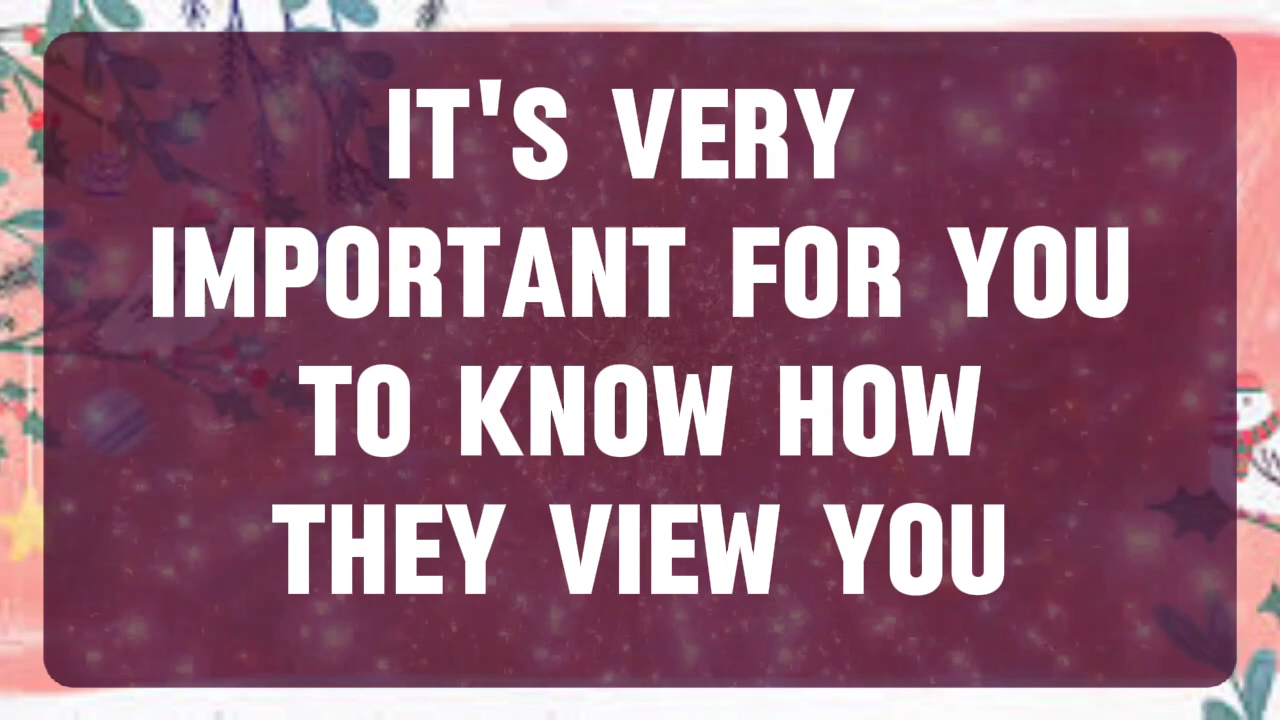 IT'S VERY
IMPORTANT FOR YOU
TO KNOW HOW
THEY VIEW YOU